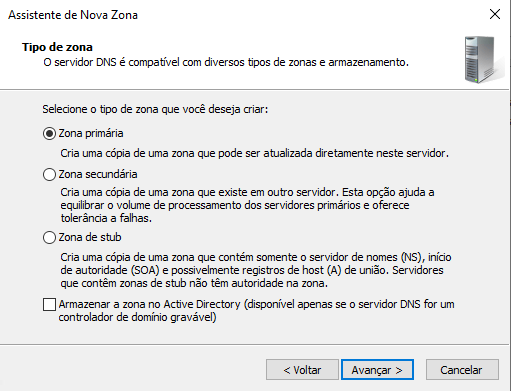 Assistente de Nova Zona
Tipo de zona
O servidor DNS é compatível com diversos tipos de zonas e armazenamento.
Selecione o tipo de zona que você deseja criar:
Zona primária
Cria uma cópia de uma zona que pode ser atualizada diretamente neste servidor.
Zona secundária
Cria uma cópia de uma zona que existe em outro servidor. Esta opção ajuda a
equilibrar o volume de processamento dos servidores primários e oferece
tolerância a falhas.
Zona de stub
Cria uma cópia de uma zona que contém somente o servidor de nomes (NS), início
de autoridade (SOA) e possivelmente registros de host (A) de união. Servidores
que contêm zonas de stub não têm autoridade na zona.
Armazenar a zona no Active Directory (disponível apenas se o servidor DNS for um
controlador de domínio gravável)
< Voltar
Avançar >
Cancelar